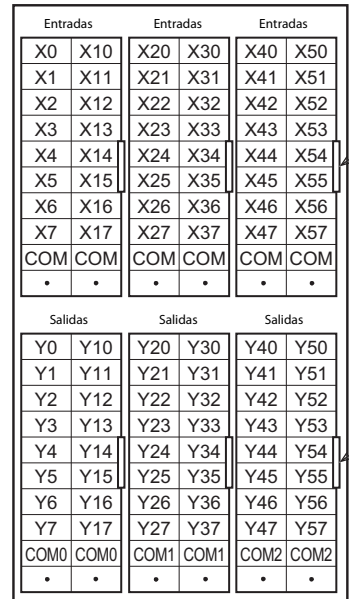 Entradas Entradas Entradas
X0 X10 X20 X30 X40 X50
X1 X11 X21 X31 X41 X51
X2 X12 X22 X32 X42 X52
X3 X13 X23 X33 X43 X53
X4 X14 X24 X34 X44 X54
X5 X15 X25 X35 X45 X55
X6 X16 X26 X36 X46 X56
X7 X17 X27 X37 X47 X57
COM COM COM COM COM COM
• • • • • •
Salidas Salidas Salidas
Y0 Y10 Y20 Y30 Y40 Y50
Y1 Y11 Y21 Y31 Y41 Y51
Y2 Y12 Y22 Y32 Y42 Y52
Y3 Y13 Y23 Y33 Y43 Y53
Y4 Y14 Y24 Y34 Y44 Y54
Y5 Y15 Y25 Y35 Y45 Y55
Y6 Y16 Y26 Y36 Y46 Y56
Y7 Y17 Y27 Y37 Y47 Y57
COM0 COM0 COM1 COM1 COM2 COM2
• • • • • •